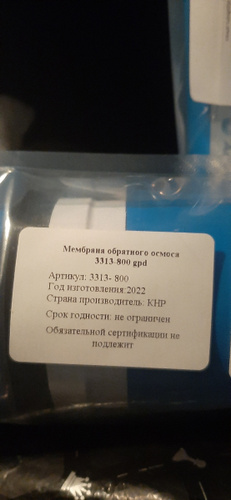 Мембрана обратного осмоса
3313-800 gpd
Артикул: 3313- 800
Год изготовления:2022
Страна производитель: КНР
Срок годности: не ограничен
Обязательной сертификации не
подлежит